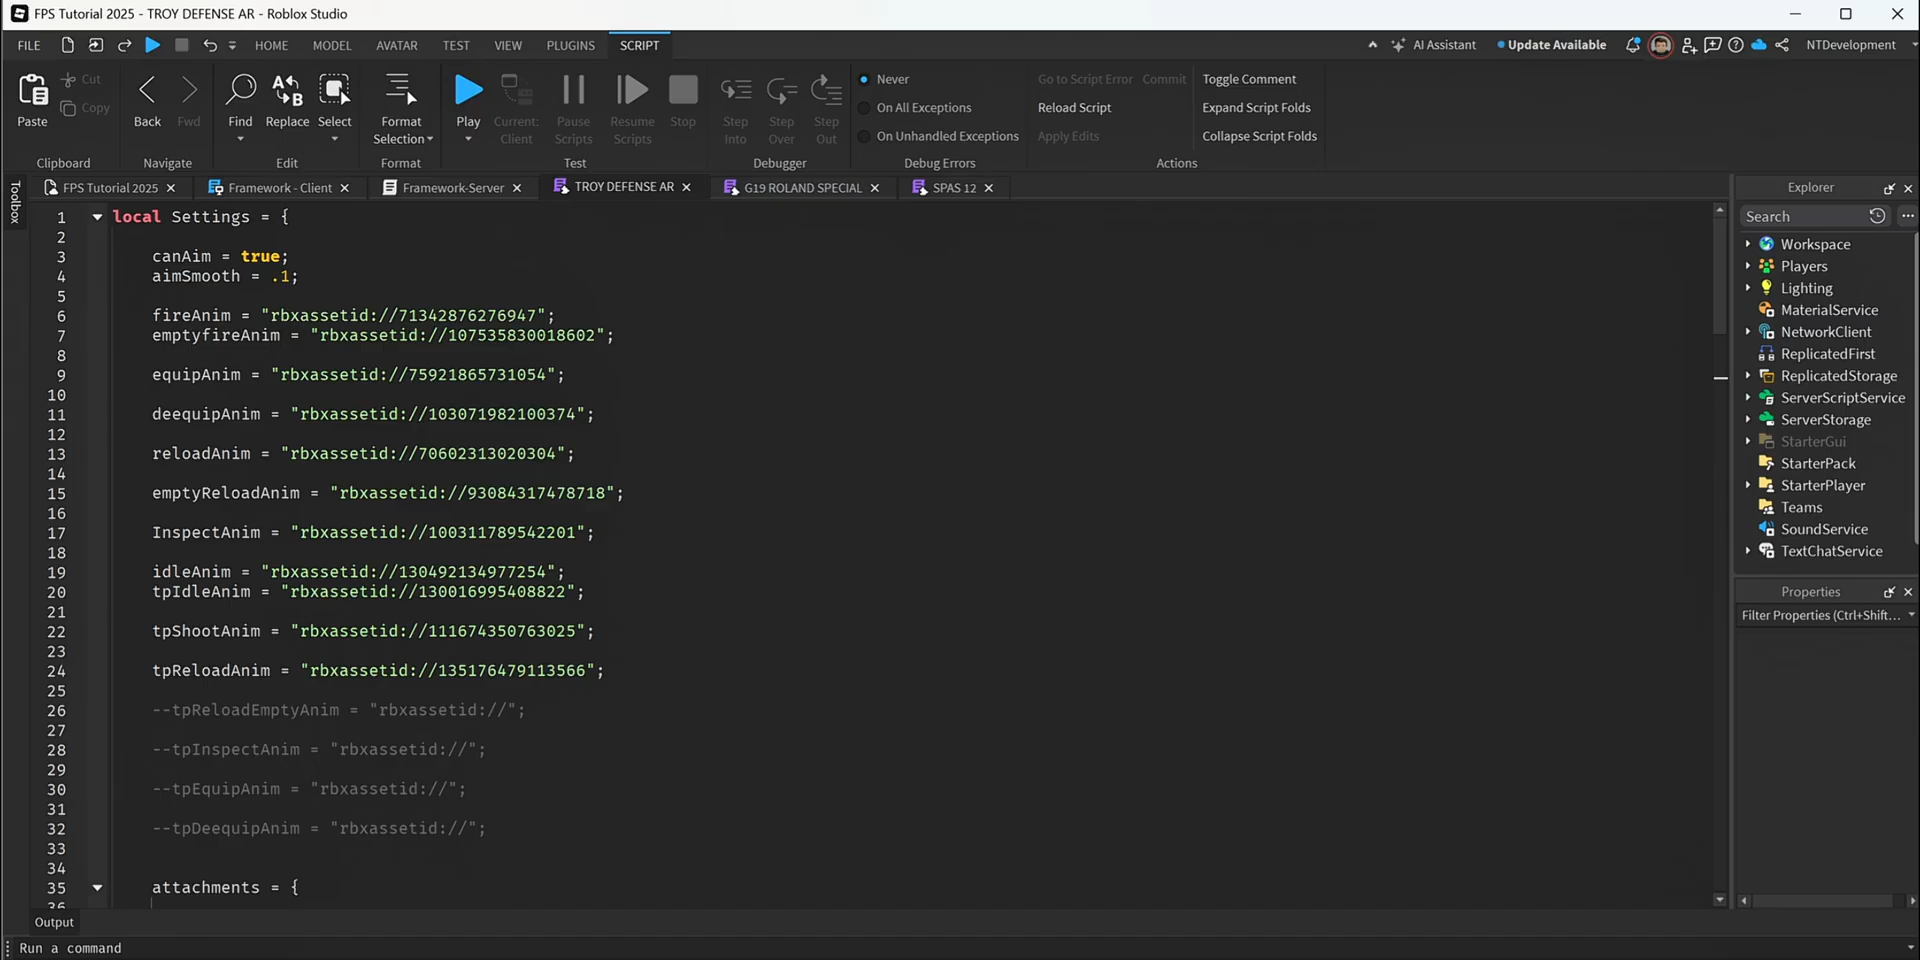 FPS Tutorial 2025 - TROY DEFENSE AR - Roblox Studio
FILE HOME MODEL AVATAR TEST VIEW PLUGINS SCRIPT AI Assistant Update Available NTDevelopment
Paste Cut Copy Back Fwd Find Replace Select Format Selection Play Current: Client Pause Scripts Resume Scripts Stop Step Into Step Over Step Out
Never
On All Exceptions
On Unhandled Exceptions
Go to Script Error Commit
Reload Script
Apply Edits
Toggle Comment
Expand Script Folds
Collapse Script Folds
Clipboard Navigate Edit Format Test Debugger Debug Errors Actions
Toolbox
FPS Tutorial 2025 Framework - Client Framework-Server TROY DEFENSE AR G19 ROLAND SPECIAL SPAS 12
1 local Settings = {
2
3 canAim = true;
4 aimSmooth = .1;
5
6 fireAnim = "rbxassetid://71342876276947";
7 emptyfireAnim = "rbxassetid://107535830018602";
8
9 equipAnim = "rbxassetid://75921865731054";
10
11 deequipAnim = "rbxassetid://103071982100374";
12
13 reloadAnim = "rbxassetid://70602313020304";
14
15 emptyReloadAnim = "rbxassetid://93084317478718";
16
17 InspectAnim = "rbxassetid://100311789542201";
18
19 idleAnim = "rbxassetid://130492134977254";
20 tpIdleAnim = "rbxassetid://130016995408822";
21
22 tpShootAnim = "rbxassetid://111674350763025";
23
24 tpReloadAnim = "rbxassetid://135176479113566";
25
26 --tpReloadEmptyAnim = "rbxassetid://";
27
28 --tpInspectAnim = "rbxassetid://";
29
30 --tpEquipAnim = "rbxassetid://";
31
32 --tpDeequipAnim = "rbxassetid://";
33
34
35 attachments = {
36
Explorer
Search
Workspace
Players
Lighting
MaterialService
NetworkClient
ReplicatedFirst
ReplicatedStorage
ServerScriptService
ServerStorage
StarterGui
StarterPack
StarterPlayer
Teams
SoundService
TextChatService
Properties
Filter Properties (Ctrl+Shift...
Output
Run a command